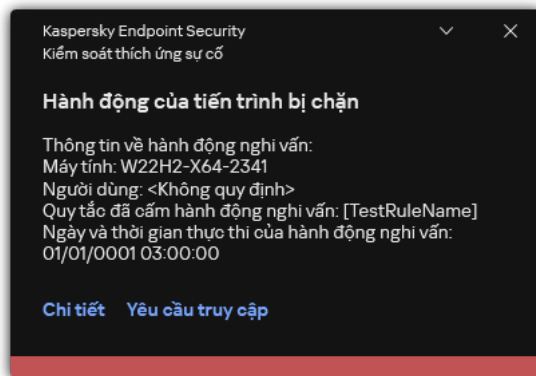 Kaspersky Endpoint Security
Kiểm soát thích ứng sự cố
Hành động của tiến trình bị chặn
Thông tin về hành động nghi vấn:
Máy tính: W22H2-X64-2341
Người dùng: <Không quy định>
Quy tắc đã cấm hành động nghi vấn: [TestRuleName]
Ngày và thời gian thực thi của hành động nghi vấn:
01/01/0001 03:00:00
Chi tiết Yêu cầu truy cập